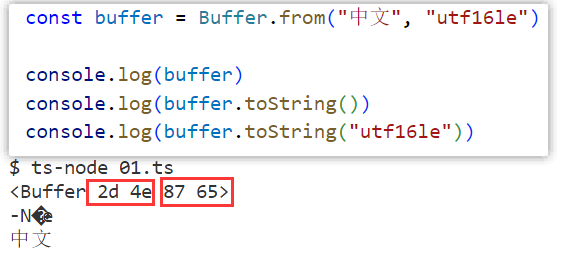 const buffer = Buffer.from("中文", "utf16le")
console.log(buffer)
console.log(buffer.toString())
console.log(buffer.toString("utf16le"))
$ ts-node 01.ts
<Buffer 2d 4e 87 65>
-N�e
中文